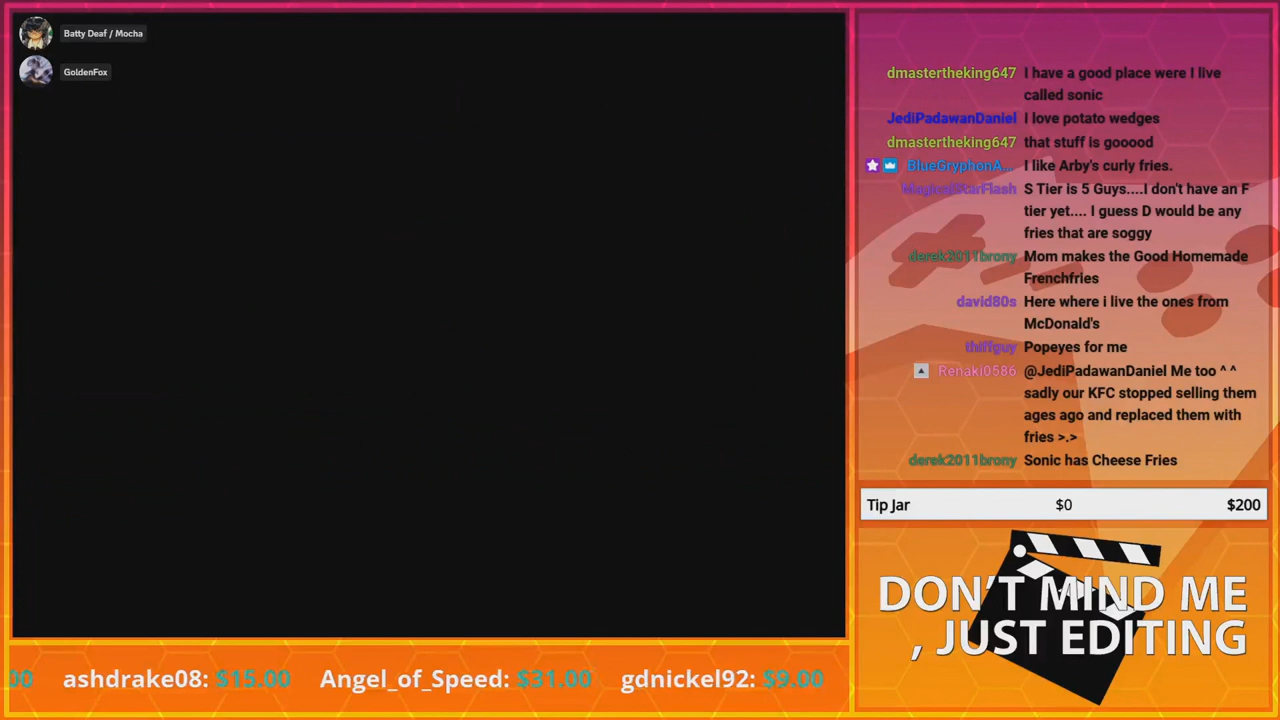 Batty Deaf / Mocha
GoldenFox
dmastertheking647 I have a good place were I live
called sonic
JediPadawanDaniel I love potato wedges
dmastertheking647 that stuff is gooood
BlueGryphonA... I like Arby's curly fries.
MagicalStarFlash S Tier is 5 Guys....I don't have an F
tier yet.... I guess D would be any
fries that are soggy
derek2011brony Mom makes the Good Homemade
Frenchfries
david80s Here where i live the ones from
McDonald's
thiffguy Popeyes for me
Renaki0586 @JediPadawanDaniel Me too ^ ^
sadly our KFC stopped selling them
ages ago and replaced them with
fries >.>
derek2011brony Sonic has Cheese Fries
Tip Jar $0 $200
DON'T MIND ME
, JUST EDITING
00 ashdrake08: $15.00 Angel_of_Speed: $31.00 gdnickel92: $9.00